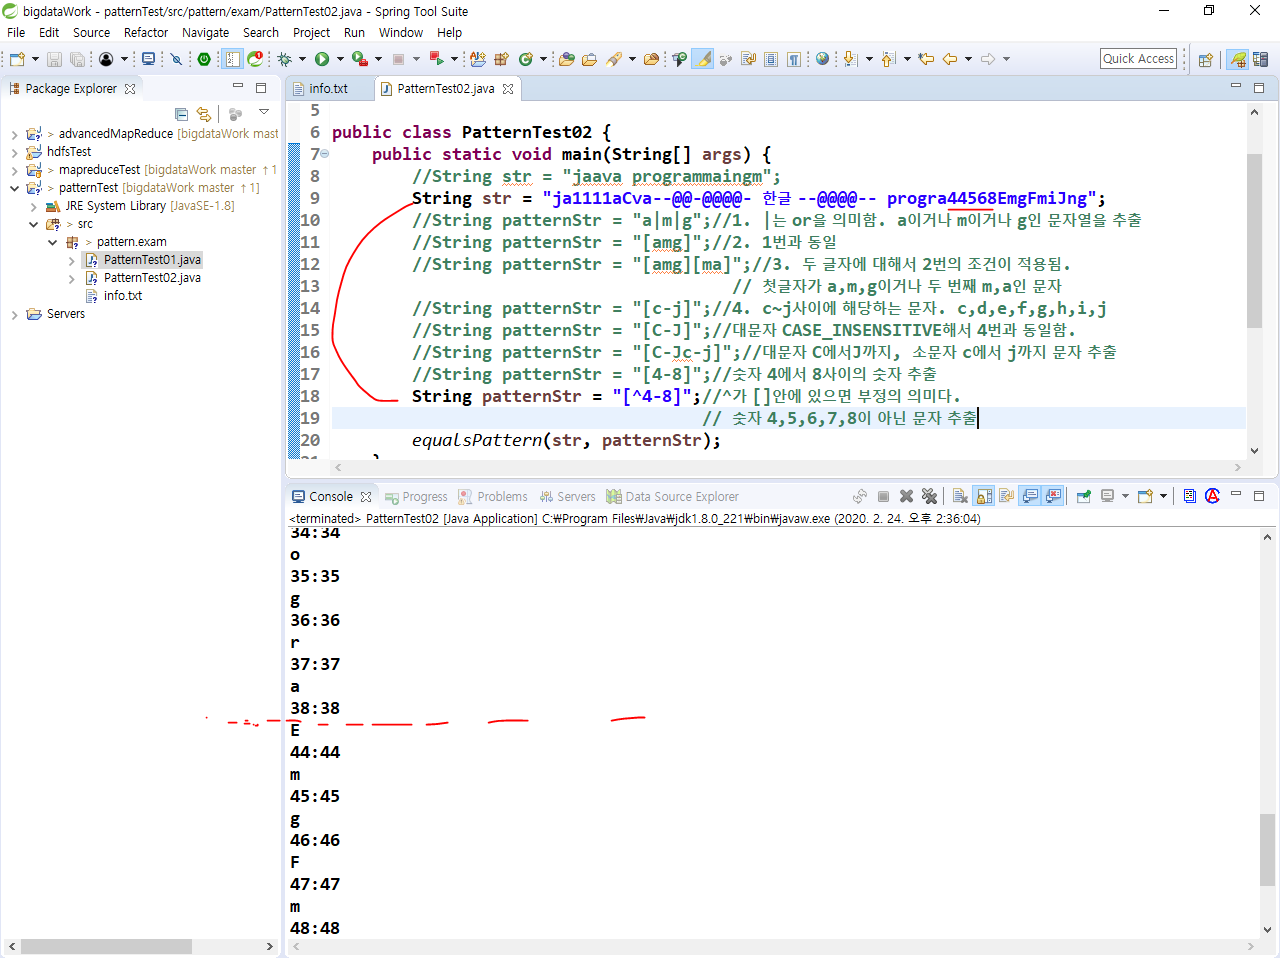 bigdataWork - patternTest/src/pattern/exam/PatternTest02.java - Spring Tool Suite
File Edit Source Refactor Navigate Search Project Run Window Help
Quick Access
Package Explorer
> advancedMapReduce [bigdataWork mast
hdfsTest
> mapreduceTest [bigdataWork master ↑1
> patternTest [bigdataWork master ↑1]
JRE System Library [JavaSE-1.8]
> src
> pattern.exam
PatternTest01.java
PatternTest02.java
info.txt
Servers
info.txt PatternTest02.java
5
6 public class PatternTest02 {
7 public static void main(String[] args) {
8 //String str = "jaava programmaingm";
9 String str = "ja1111aCva--@@-@@@@- 한글 --@@@@-- progra44568EmgFmiJng";
10 //String patternStr = "a|m|g";//1. |는 or을 의미함. a이거나 m이거나 g인 문자열을 추출
11 //String patternStr = "[amg]";//2. 1번과 동일
12 //String patternStr = "[amg][ma]";//3. 두 글자에 대해서 2번의 조건이 적용됨.
13 // 첫글자가 a,m,g이거나 두 번째 m,a인 문자
14 //String patternStr = "[c-j]";//4. c~j사이에 해당하는 문자. c,d,e,f,g,h,i,j
15 //String patternStr = "[C-J]";//대문자 CASE_INSENSITIVE해서 4번과 동일함.
16 //String patternStr = "[C-Jc-j]";//대문자 C에서J까지, 소문자 c에서 j까지 문자 추출
17 //String patternStr = "[4-8]";//숫자 4에서 8사이의 숫자 추출
18 String patternStr = "[^4-8]";//^가 []안에 있으면 부정의 의미다.
19 // 숫자 4,5,6,7,8이 아닌 문자 추출
20 equalsPattern(str, patternStr);
21 }
Console Progress Problems Servers Data Source Explorer
<terminated> PatternTest02 [Java Application] C:₩Program Files₩Java₩jdk1.8.0_221₩bin₩javaw.exe (2020. 2. 24. 오후 2:36:04)
34:34
o
35:35
g
36:36
r
37:37
a
38:38
E
44:44
m
45:45
g
46:46
F
47:47
m
48:48